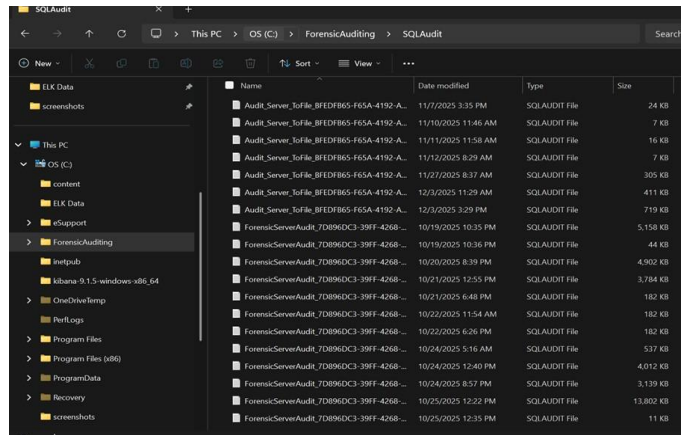 SQLAudit
This PC > OS (C:) > ForensicAuditing > SQLAudit Search
New Sort View
Name Date modified Type Size
ELK Data
screenshots
This PC
OS (C:)
content
ELK Data
eSupport
ForensicAuditing
inetpub
kibana-9.1.5-windows-x86_64
OneDriveTemp
PerfLogs
Program Files
Program Files (x86)
ProgramData
Recovery
screenshots
Audit_Server_ToFile_BFEDFB65-F65A-4192-A... 11/7/2025 3:35 PM SQLAUDIT File 24 KB
Audit_Server_ToFile_BFEDFB65-F65A-4192-A... 11/10/2025 11:46 AM SQLAUDIT File 7 KB
Audit_Server_ToFile_BFEDFB65-F65A-4192-A... 11/11/2025 11:58 AM SQLAUDIT File 16 KB
Audit_Server_ToFile_BFEDFB65-F65A-4192-A... 11/12/2025 8:29 AM SQLAUDIT File 7 KB
Audit_Server_ToFile_BFEDFB65-F65A-4192-A... 11/27/2025 8:37 AM SQLAUDIT File 305 KB
Audit_Server_ToFile_BFEDFB65-F65A-4192-A... 12/3/2025 11:29 AM SQLAUDIT File 411 KB
Audit_Server_ToFile_BFEDFB65-F65A-4192-A... 12/3/2025 3:29 PM SQLAUDIT File 719 KB
ForensicServerAudit_7D896DC3-39FF-4268-... 10/19/2025 10:35 PM SQLAUDIT File 5,158 KB
ForensicServerAudit_7D896DC3-39FF-4268-... 10/19/2025 10:36 PM SQLAUDIT File 44 KB
ForensicServerAudit_7D896DC3-39FF-4268-... 10/20/2025 8:39 PM SQLAUDIT File 4,902 KB
ForensicServerAudit_7D896DC3-39FF-4268-... 10/21/2025 12:55 PM SQLAUDIT File 3,784 KB
ForensicServerAudit_7D896DC3-39FF-4268-... 10/21/2025 6:48 PM SQLAUDIT File 182 KB
ForensicServerAudit_7D896DC3-39FF-4268-... 10/22/2025 11:54 AM SQLAUDIT File 182 KB
ForensicServerAudit_7D896DC3-39FF-4268-... 10/22/2025 6:26 PM SQLAUDIT File 182 KB
ForensicServerAudit_7D896DC3-39FF-4268-... 10/24/2025 5:16 AM SQLAUDIT File 537 KB
ForensicServerAudit_7D896DC3-39FF-4268-... 10/24/2025 12:40 PM SQLAUDIT File 4,012 KB
ForensicServerAudit_7D896DC3-39FF-4268-... 10/24/2025 8:57 PM SQLAUDIT File 3,139 KB
ForensicServerAudit_7D896DC3-39FF-4268-... 10/25/2025 12:22 PM SQLAUDIT File 13,802 KB
ForensicServerAudit_7D896DC3-39FF-4268-... 10/25/2025 12:35 PM SQLAUDIT File 11 KB